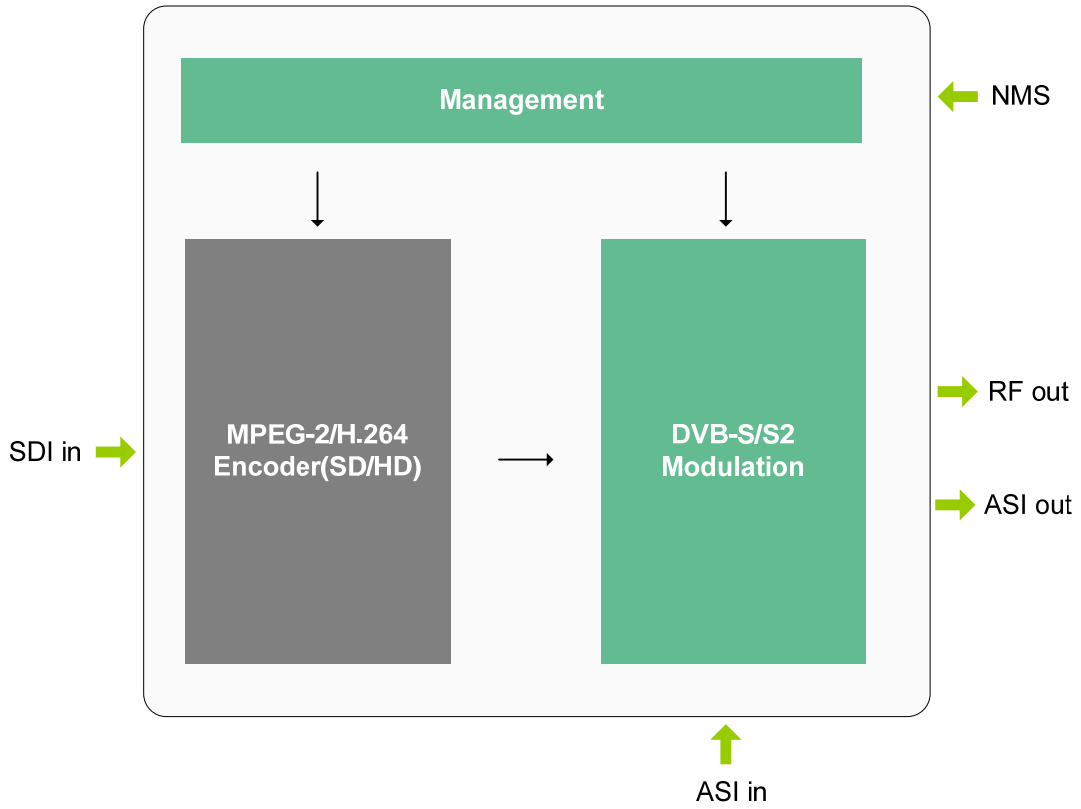 Management
NMS
MPEG-2/H.264
Encoder(SD/HD)
DVB-S/S2
Modulation
SDI in
RF out
ASI out
ASI in